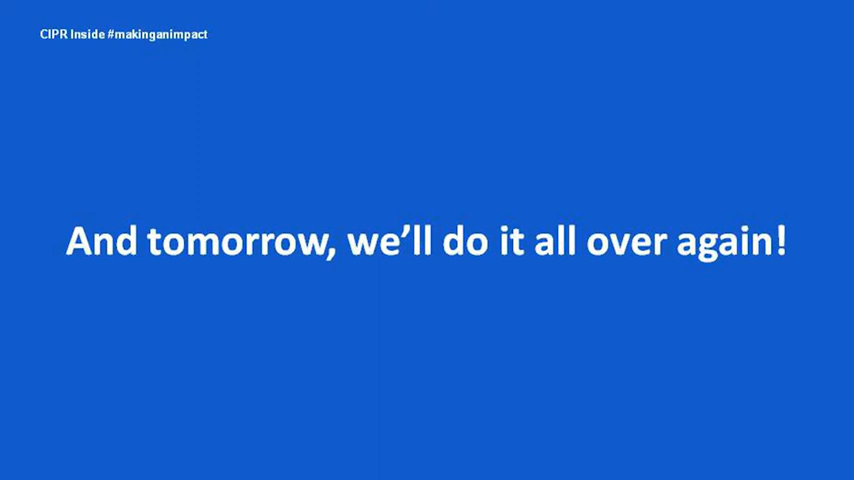 CIPR Inside #makinganimpact
And tomorrow, we’ll do it all over again!